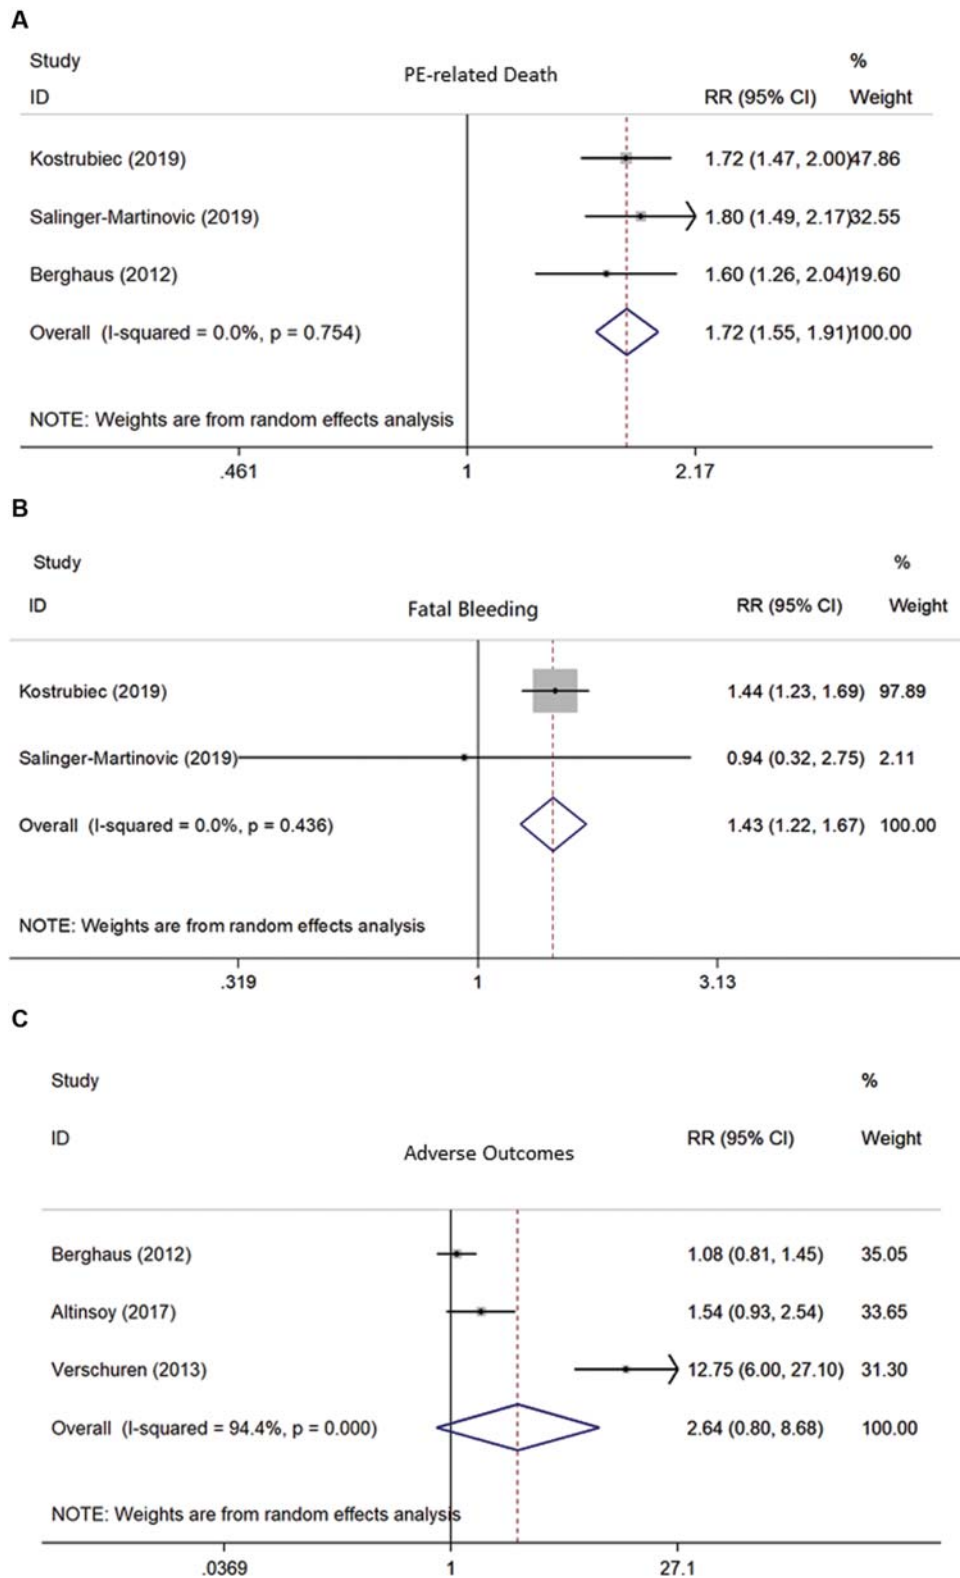 A
Study
PE-related Death
%
ID
RR (95% CI)
Weight
Kostrubiec (2019)
1.72 (1.47, 2.00)47.86
Salinger-Martinovic (2019)
1.80 (1.49, 2.17)32.55
Berghaus (2012)
1.60 (1.26, 2.04)19.60
Overall (I-squared = 0.0%, p = 0.754)
1.72 (1.55, 1.91)100.00
NOTE: Weights are from random effects analysis
.461
1
2.17
B
Study
%
ID
Fatal Bleeding
RR (95% CI)
Weight
Kostrubiec (2019)
1.44 (1.23, 1.69) 97.89
Salinger-Martinovic (2019)
0.94 (0.32, 2.75) 2.11
Overall (I-squared = 0.0%, p = 0.436)
1.43 (1.22, 1.67) 100.00
NOTE: Weights are from random effects analysis
.319
1
3.13
C
Study
%
ID
Adverse Outcomes
RR (95% CI)
Weight
Berghaus (2012)
1.08 (0.81, 1.45) 35.05
Altinsoy (2017)
1.54 (0.93, 2.54) 33.65
Verschuren (2013)
12.75 (6.00, 27.10) 31.30
Overall (I-squared = 94.4%, p = 0.000)
2.64 (0.80, 8.68) 100.00
NOTE: Weights are from random effects analysis
.0369
1
27.1